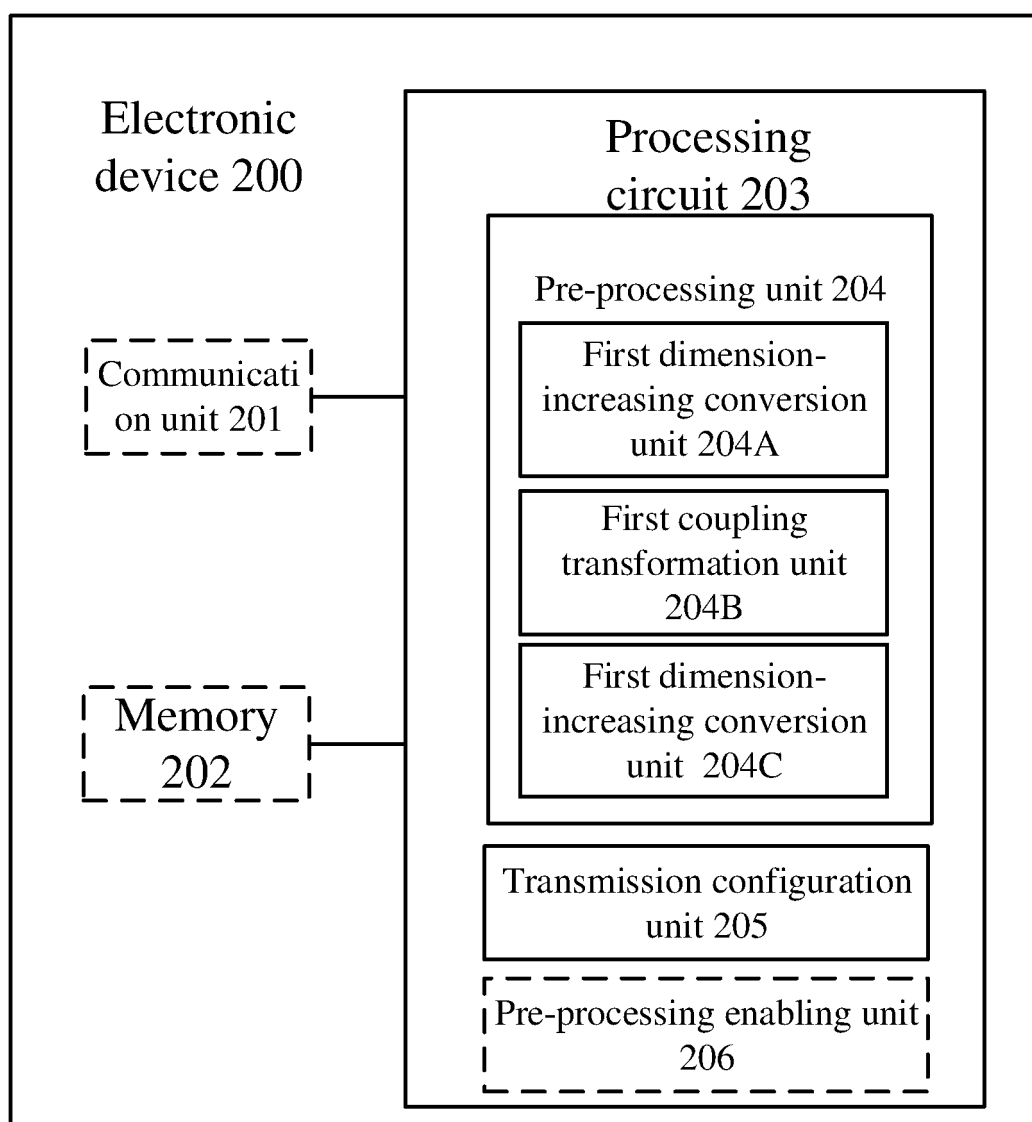 Electronic
device 200
Processing
circuit 203
Pre-processing unit 204
First dimension-
increasing conversion
unit 204A
First coupling
transformation unit
204B
First dimension-
increasing conversion
unit 204C
Communicati
on unit 201
Memory
202
Transmission configuration
unit 205
Pre-processing enabling unit
206